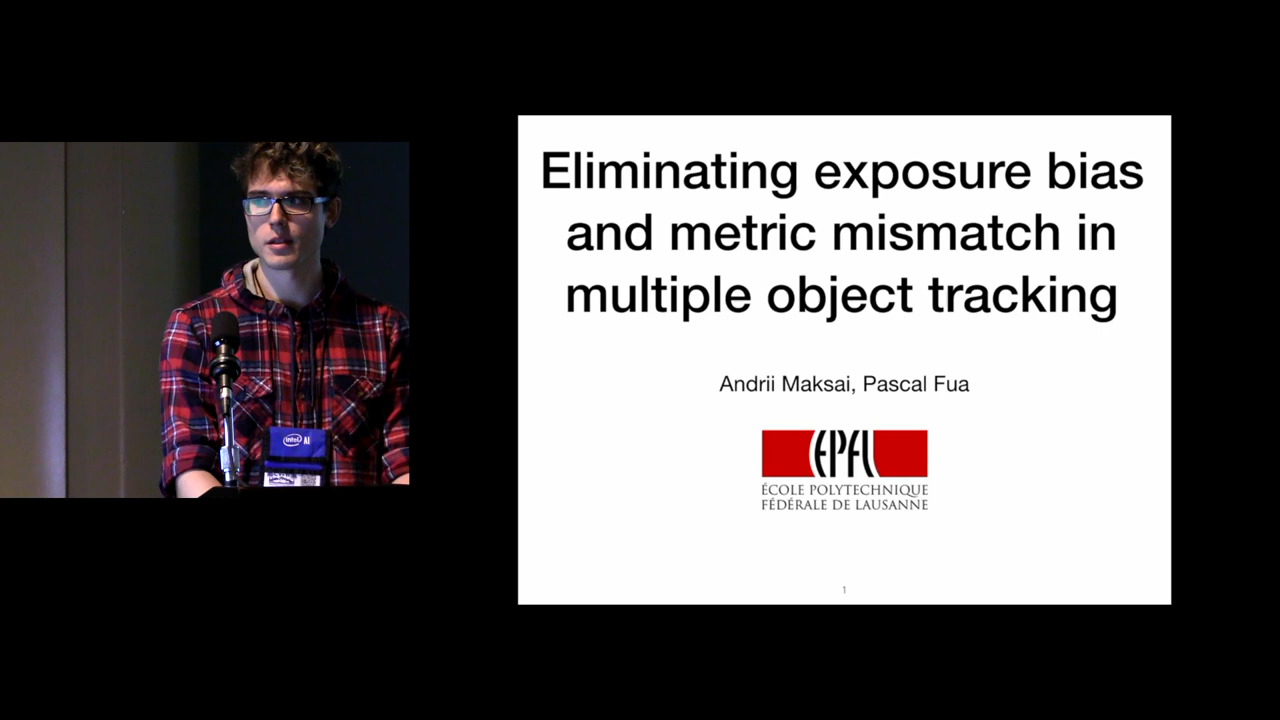 Eliminating exposure bias
and metric mismatch in
multiple object tracking
Andrii Maksai, Pascal Fua
EPFL
ÉCOLE POLYTECHNIQUE
FÉDÉRALE DE LAUSANNE
1
intel AI